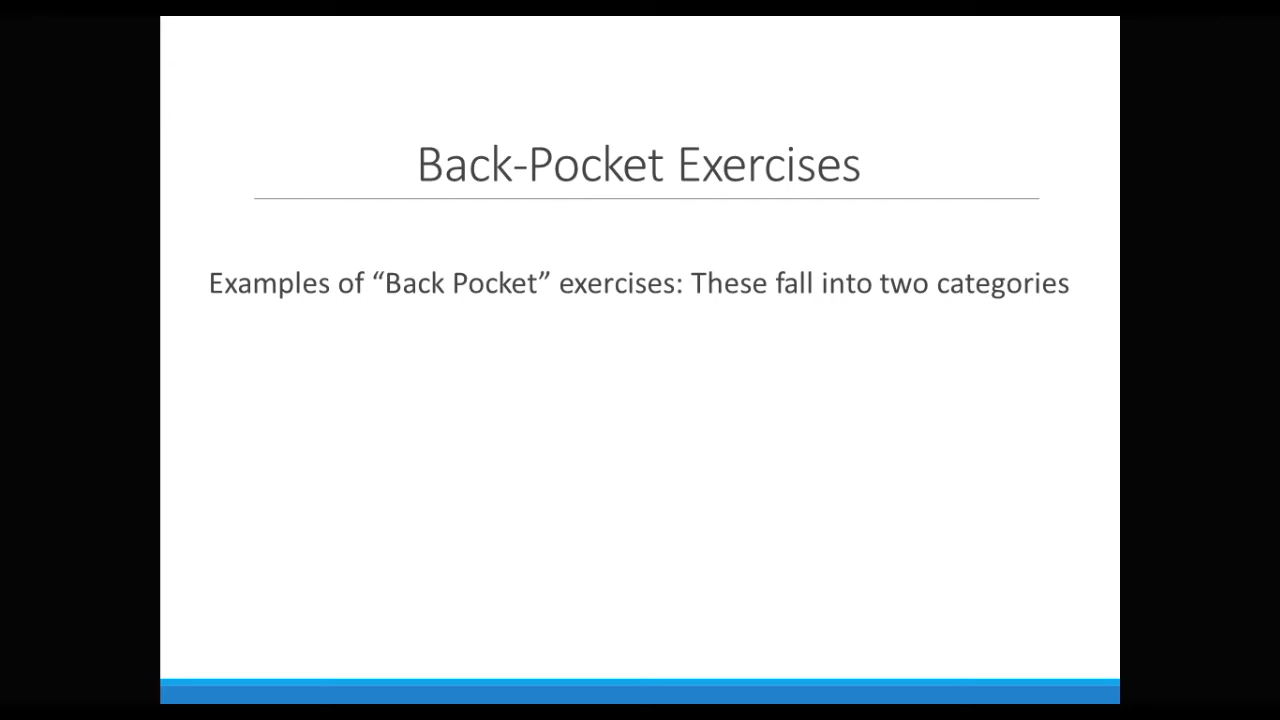 Back-Pocket Exercises
Examples of “Back Pocket” exercises: These fall into two categories